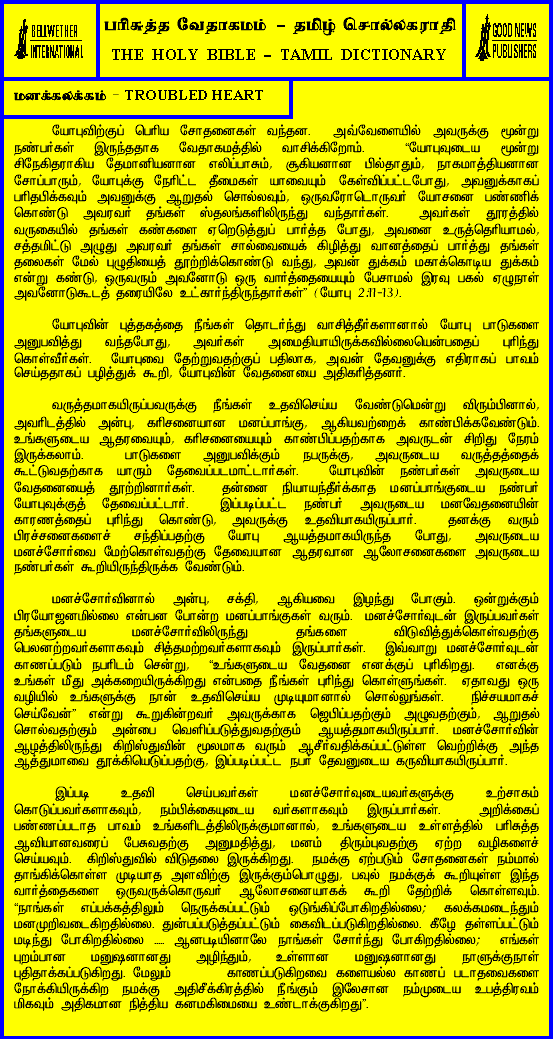 BELLWETHER
INTERNATIONAL
பரிசுத்த வேதாகமம் – தமிழ் சொல்லகராதி
THE HOLY BIBLE – TAMIL DICTIONARY
GOOD NEWS
PUBLISHERS
மனக்கலக்கம் – TROUBLED HEART
யோபுவிற்குப் பெரிய சோதனைகள் வந்தன. அவ்வேளையில் அவருக்கு மூன்று
நண்பர்கள் இருந்ததாக வேதாகமத்தில் வாசிக்கிறோம். “யோபுவுடைய மூன்று
சிநேகிதராகிய தேமானியனான எலிப்பாசும், சூகியனான பில்தாதும், நாகமாத்தியனான
சோப்பாரும், யோபுக்கு நேரிட்ட தீமைகள் யாவையும் கேள்விப்பட்டபோது, அவனுக்காகப்
பரிதபிக்கவும் அவனுக்கு ஆறுதல் சொல்லவும், ஒருவரோடொருவர் யோசனை பண்ணிக்
கொண்டு அவரவர் தங்கள் ஸ்தலங்களிலிருந்து வந்தார்கள். அவர்கள் தூரத்தில்
வருகையில் தங்கள் கண்களை ஏறெடுத்துப் பார்த்த போது, அவனை உருத்தெரியாமல்,
சத்தமிட்டு அழுது அவரவர் தங்கள் சால்வையைக் கிழித்து வானத்தைப் பார்த்து தங்கள்
தலைகள் மேல் புழுதியைத் தூற்றிக்கொண்டு வந்து, அவன் துக்கம் மகாக்கொடிய துக்கம்
என்று கண்டு, ஒருவரும் அவனோடு ஒரு வார்த்தையையும் பேசாமல் இரவு பகல் ஏழுநாள்
அவனோடுகூடத் தரையிலே உட்கார்ந்திருந்தார்கள்” (யோபு 2:11-13).
யோபுவின் புத்தகத்தை நீங்கள் தொடர்ந்து வாசித்தீர்களானால் யோபு பாடுகளை
அனுபவித்து வந்தபோது, அவர்கள் அமைதியாயிருக்கவில்லையென்பதைப் புரிந்து
கொள்வீர்கள். யோபுவை தேற்றுவதற்குப் பதிலாக, அவன் தேவனுக்கு எதிராகப் பாவம்
செய்ததாகப் பழித்துக் கூறி, யோபுவின் வேதனையை அதிகரித்தனர்.
வருத்தமாகயிருப்பவருக்கு நீங்கள் உதவிசெய்ய வேண்டுமென்று விரும்பினால்,
அவரிடத்தில் அன்பு, கரிசனையான மனப்பாங்கு, ஆகியவற்றைக் காண்பிக்கவேண்டும்.
உங்களுடைய ஆதரவையும், கரிசனையையும் காண்பிப்பதற்காக அவருடன் சிறிது நேரம்
இருக்கலாம். பாடுகளை அனுபவிக்கும் நபருக்கு, அவருடைய வருத்தத்தைக்
கூட்டுவதற்காக யாரும் தேவைப்படமாட்டார்கள். யோபுவின் நண்பர்கள் அவருடைய
வேதனையைத் தூற்றினார்கள். தன்னை நியாயந்தீர்க்காத மனப்பாங்குடைய நண்பர்
யோபுவுக்குத் தேவைப்பட்டார். இப்படிப்பட்ட நண்பர் அவருடைய மனவேதனையின்
காரணத்தைப் புரிந்து கொண்டு, அவருக்கு உதவியாகயிருப்பார். தனக்கு வரும்
பிரச்சனைகளைச் சந்திப்பதற்கு யோபு ஆயத்தமாகயிருந்த போது, அவருடைய
மனச்சோர்வை மேற்கொள்வதற்கு தேவையான ஆதரவான ஆலோசனைகளை அவருடைய
நண்பர்கள் கூறியிருந்திருக்க வேண்டும்.
மனச்சோர்வினால் அன்பு, சக்தி, ஆகியவை இழந்து போகும். ஒன்றுக்கும்
பிரயோஜனமில்லை என்பன போன்ற மனப்பாங்குகள் வரும். மனச்சோர்வுடன் இருப்பவர்கள்
தங்களுடைய மனச்சோர்விலிருந்து தங்களை விடுவித்துக்கொள்வதற்கு
பெலனற்றவர்களாகவும் சித்தமற்றவர்களாகவும் இருப்பார்கள். இவ்வாறு மனச்சோர்வுடன்
காணப்படும் நபரிடம் சென்று, “உங்களுடைய வேதனை எனக்குப் புரிகிறது. எனக்கு
உங்கள் மீது அக்கறையிருக்கிறது என்பதை நீங்கள் புரிந்து கொள்ளுங்கள். ஏதாவது ஒரு
வழியில் உங்களுக்கு நான் உதவிசெய்ய முடியுமானால் சொல்லுங்கள். நிச்சயமாகச்
செய்வேன்” என்று கூறுகின்றவர் அவருக்காக ஜெபிப்பதற்கும் அழுவதற்கும், ஆறுதல்
சொல்வதற்கும் அன்பை வெளிப்படுத்துவதற்கும் ஆயத்தமாகயிருப்பார். மனச்சோர்வின்
ஆழத்திலிருந்து கிறிஸ்துவின் மூலமாக வரும் ஆசீர்வதிக்கப்பட்டுள்ள வெற்றிக்கு அந்த
ஆத்துமாவை தூக்கியெடுப்பதற்கு, இப்படிப்பட்ட நபர் தேவனுடைய கருவியாகயிருப்பார்.
இப்படி உதவி செய்பவர்கள் மனச்சோர்வுடையவர்களுக்கு உற்சாகம்
கொடுப்பவர்களாகவும், நம்பிக்கையுடைய வர்களாகவும் இருப்பார்கள். அறிக்கைப்
பண்ணப்படாத பாவம் உங்களிடத்திலிருக்குமானால், உங்களுடைய உள்ளத்தில் பரிசுத்த
ஆவியானவரைப் பேசுவதற்கு அனுமதித்து, மனம் திரும்புவதற்கு ஏற்ற வழிகளைச்
செய்யவும். கிறிஸ்துவில் விடுதலை இருக்கிறது. நமக்கு ஏற்படும் சோதனைகள் நம்மால்
தாங்கிக்கொள்ள முடியாத அளவிற்கு இருக்கும்பொழுது, பவுல் நமக்குக் கூறியுள்ள இந்த
வார்த்தைகளை ஒருவருக்கொருவர் ஆலோசனையாகக் கூறி தேற்றிக் கொள்ளவும்.
“நாங்கள் எப்பக்கத்திலும் நெருக்கப்பட்டும் ஒடுங்கிப்போகிறதில்லை; கலக்கமடைந்தும்
மனமுறிவடைகிறதில்லை. துன்பப்படுத்தப்பட்டும் கைவிடப்படுகிறதில்லை. கீழே தள்ளப்பட்டும்
மடிந்து போகிறதில்லை ..... ஆனபடியினாலே நாங்கள் சோர்ந்து போகிறதில்லை; எங்கள்
புறம்பான மனுஷனானது அழிந்தும், உள்ளான மனுஷனானது நாளுக்குநாள்
புதிதாக்கப்படுகிறது. மேலும் காணப்படுகிறவை களையல்ல காணப் படாதவைகளை
நோக்கியிருக்கிற நமக்கு அதிசீக்கிரத்தில் நீங்கும் இலேசான நம்முடைய உபத்திரவம்
மிகவும் அதிகமான நித்திய கனமகிமையை உண்டாக்குகிறது”.